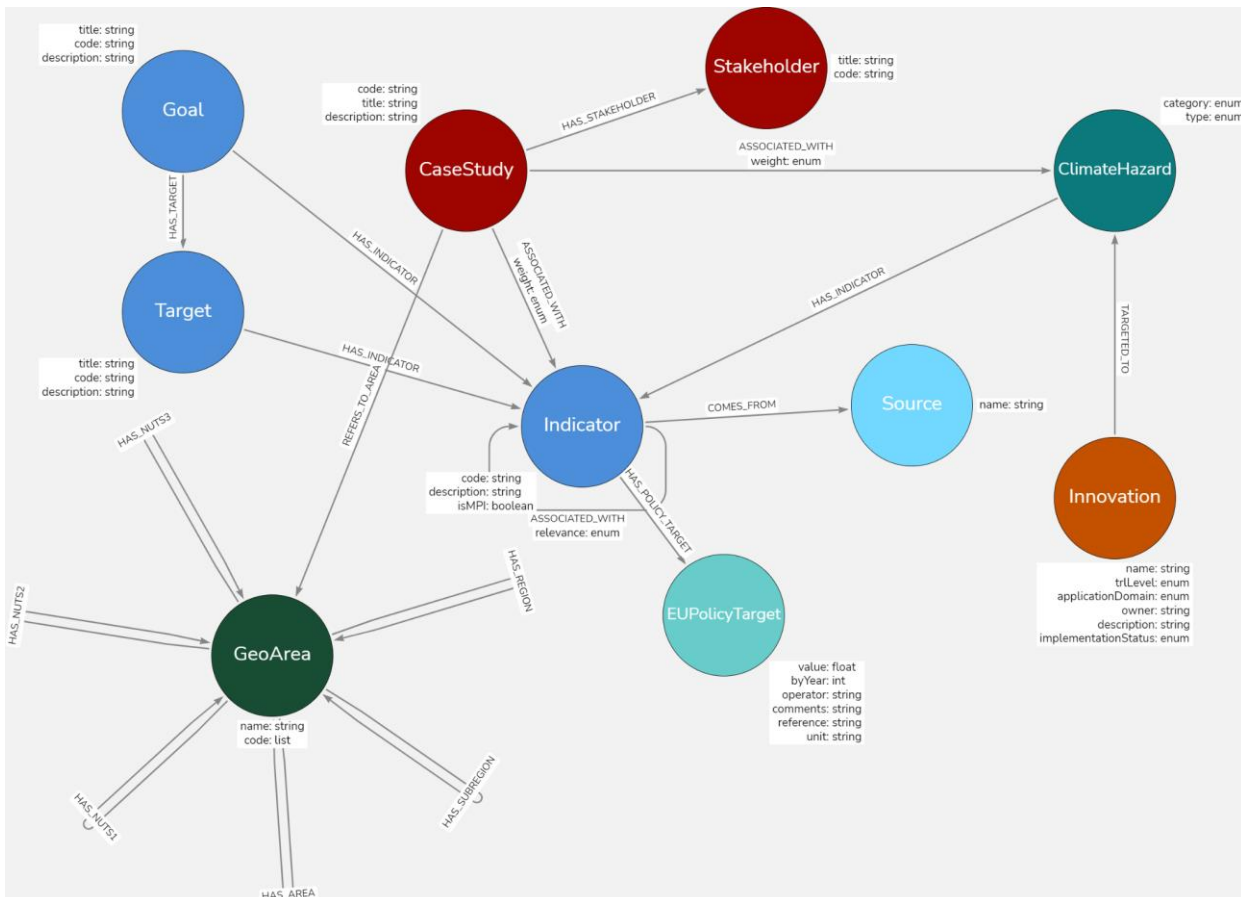 title: string
code: string
description: string
Goal
HAS_TARGET
HAS_INDICATOR
Target
title: string
code: string
description: string
HAS_INDICATOR
code: string
title: string
description: string
CaseStudy
HAS_STAKEHOLDER
Stakeholder
title: string
code: string
ASSOCIATED_WITH
weight: enum
category: enum
type: enum
ClimateHazard
ASSOCIATED_WITH
weight: enum
REFERS_TO_AREA
HAS_INDICATOR
TARGETED_TO
Indicator
code: string
description: string
isMPI: boolean
ASSOCIATED_WITH
relevance: enum
COMES_FROM
Source
name: string
HAS_POLICY_TARGET
EUPolicyTarget
value: float
byYear: int
operator: string
comments: string
reference: string
unit: string
Innovation
name: string
trlLevel: enum
applicationDomain: enum
owner: string
description: string
implementationStatus: enum
HAS_NUTS3
HAS_NUTS2
HAS_REGION
GeoArea
name: string
code: list
HAS_NUTS1
HAS_SUBREGION
HAS_AREA